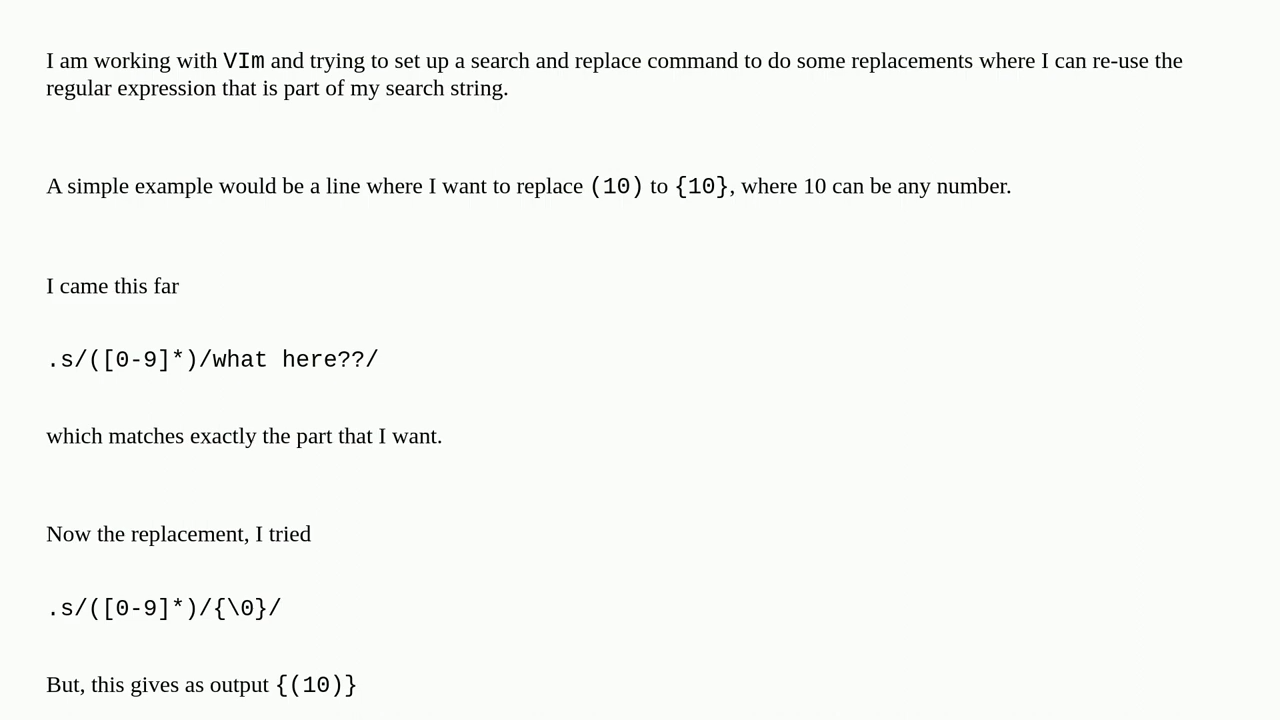 I am working with VIm and trying to set up a search and replace command to do some replacements where I can re-use the
regular expression that is part of my search string.
A simple example would be a line where I want to replace (10) to {10}, where 10 can be any number.
I came this far
.s/([0-9]*)/what here??/
which matches exactly the part that I want.
Now the replacement, I tried
.s/([0-9]*)/{\0}/
But, this gives as output {(10)}